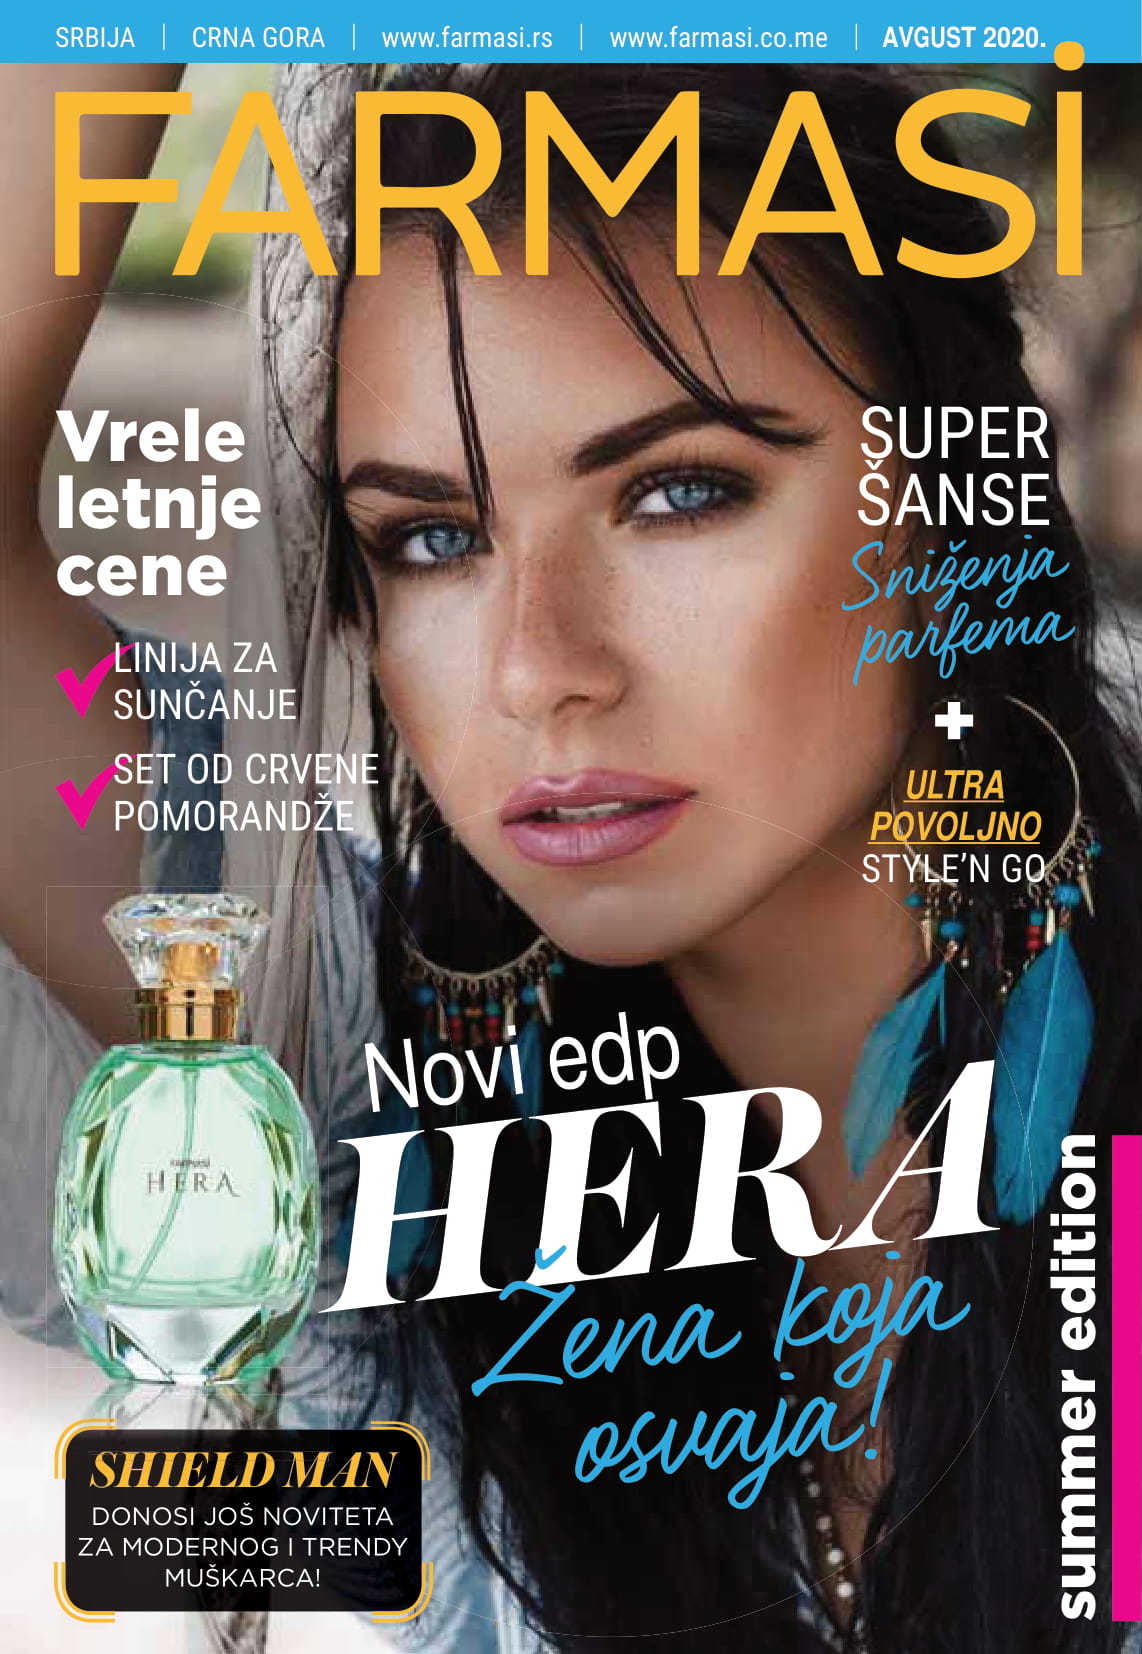 SRBIJA | CRNA GORA | www.farmasi.rs | www.farmasi.co.me | AVGUST 2020.
FARMASİ
Vrele
letnje
cene
LINIJA ZA
SUNČANJE
SET OD CRVENE
POMORANDŽE
SUPER
ŠANSE
Sniženja
parfema
+
ULTRA
POVOLJNO
STYLE'N GO
Novi edp
HERA
Žena koja
osvaja!
FARMASİ
HERA
SHIELD MAN
DONOSI JOŠ NOVITETA
ZA MODERNOG I TRENDY
MUŠKARCA!
summer edition